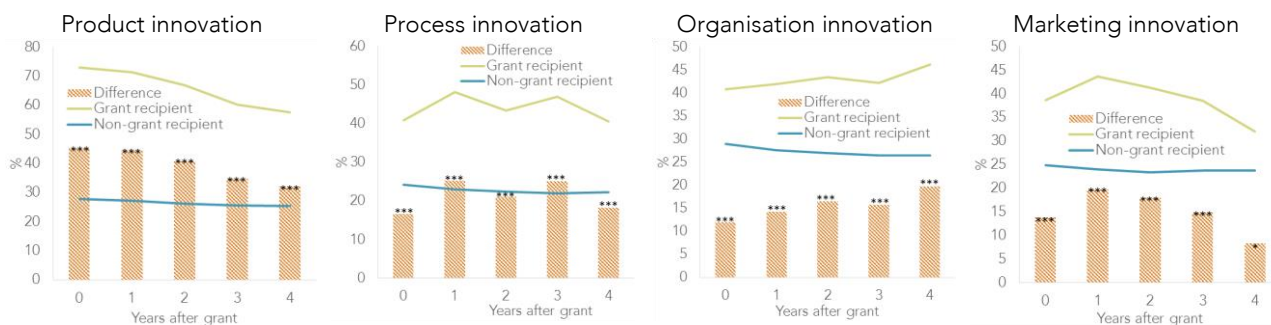 Product innovation
80
70
60
50
40
30
20
10
0
%
Difference
Grant recipient
Non-grant recipient
***
***
***
***
***
0 1 2 3 4
Years after grant
Process innovation
60
50
40
30
20
10
0
%
Difference
Grant recipient
Non-grant recipient
***
***
***
***
***
0 1 2 3 4
Years after grant
Organisation innovation
50
45
40
35
30
25
20
15
10
5
0
%
Difference
Grant recipient
Non-grant recipient
***
***
***
***
***
0 1 2 3 4
Years after grant
Marketing innovation
50
45
40
35
30
25
20
15
10
5
0
%
Difference
Grant recipient
Non-grant recipient
***
***
***
***
*
0 1 2 3 4
Years after grant